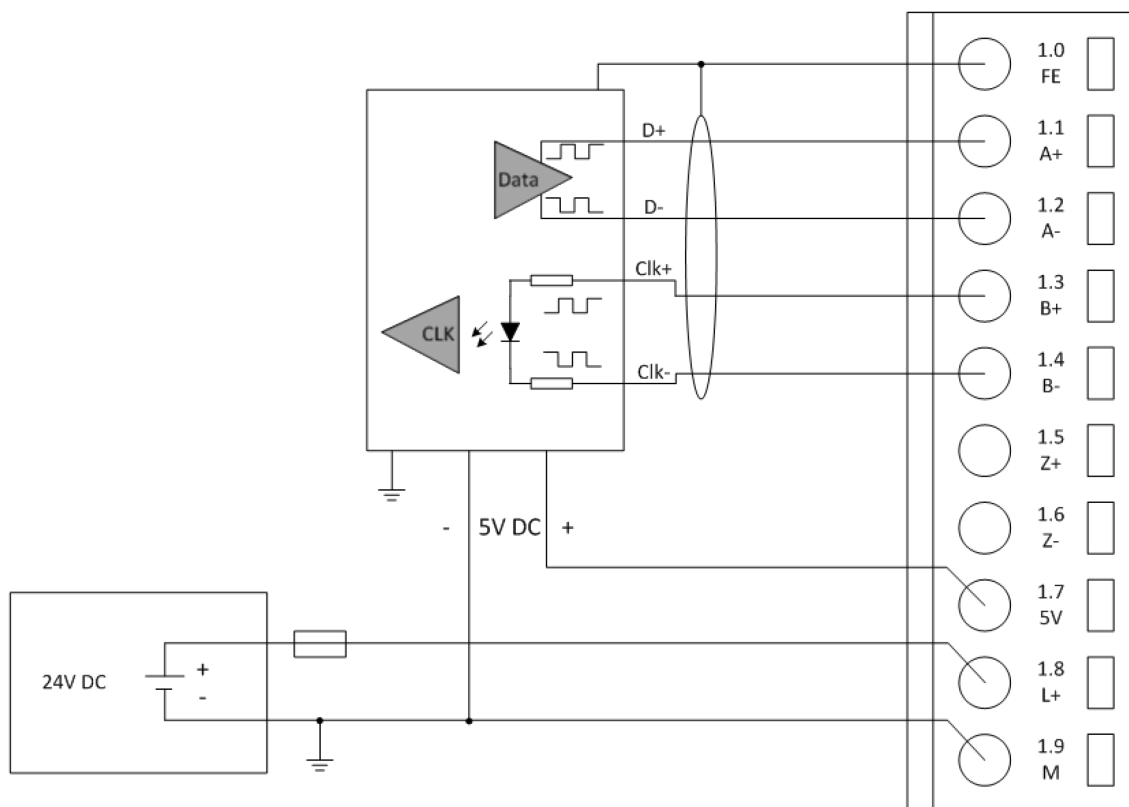 1.0
FE
D+
1.1
A+
Data
D-
1.2
A-
Clk+
1.3
B+
CLK
Clk-
1.4
B-
1.5
Z+
- 5V DC +
1.6
Z-
1.7
5V
24V DC
+
-
1.8
L+
1.9
M